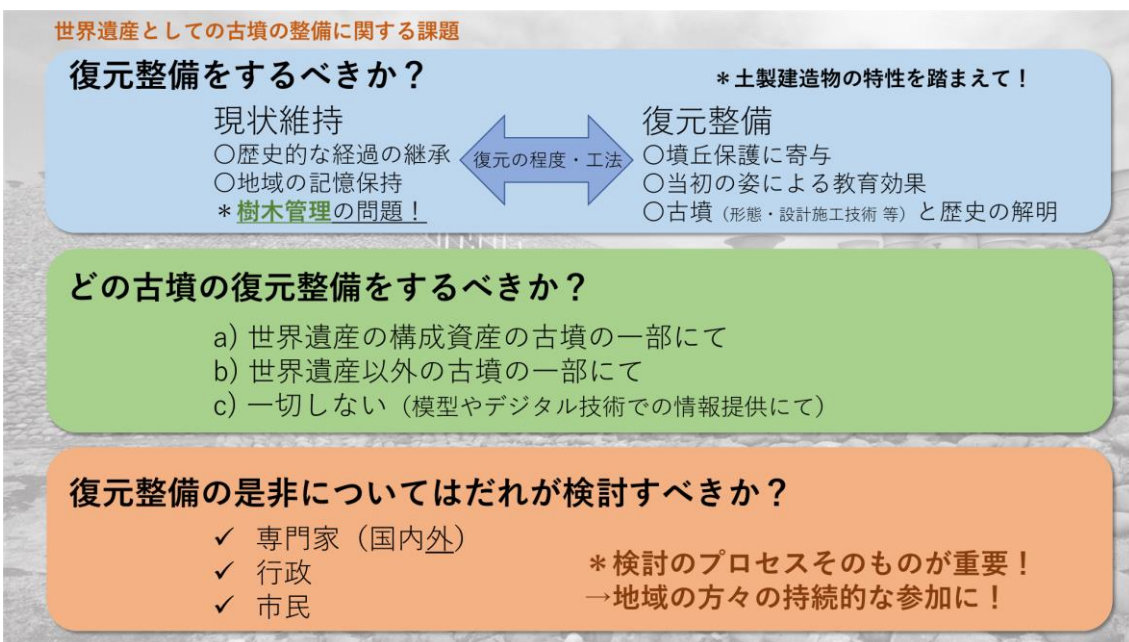 世界遺産としての古墳の整備に関する課題
復元整備をするべきか？
＊土製建造物の特性を踏まえて！
現状維持
〇歴史的な経過の継承
〇地域の記憶保持
＊樹木管理の問題！
復元の程度・工法
復元整備
〇墳丘保護に寄与
〇当初の姿による教育効果
〇古墳（形態・設計施工技術 等）と歴史の解明
どの古墳の復元整備をするべきか？
a) 世界遺産の構成資産の古墳の一部にて
b) 世界遺産以外の古墳の一部にて
c) 一切しない（模型やデジタル技術での情報提供にて）
復元整備の是非についてはだれが検討すべきか？
✓ 専門家（国内外）
✓ 行政
✓ 市民
＊検討のプロセスそのものが重要！
→地域の方々の持続的な参加に！